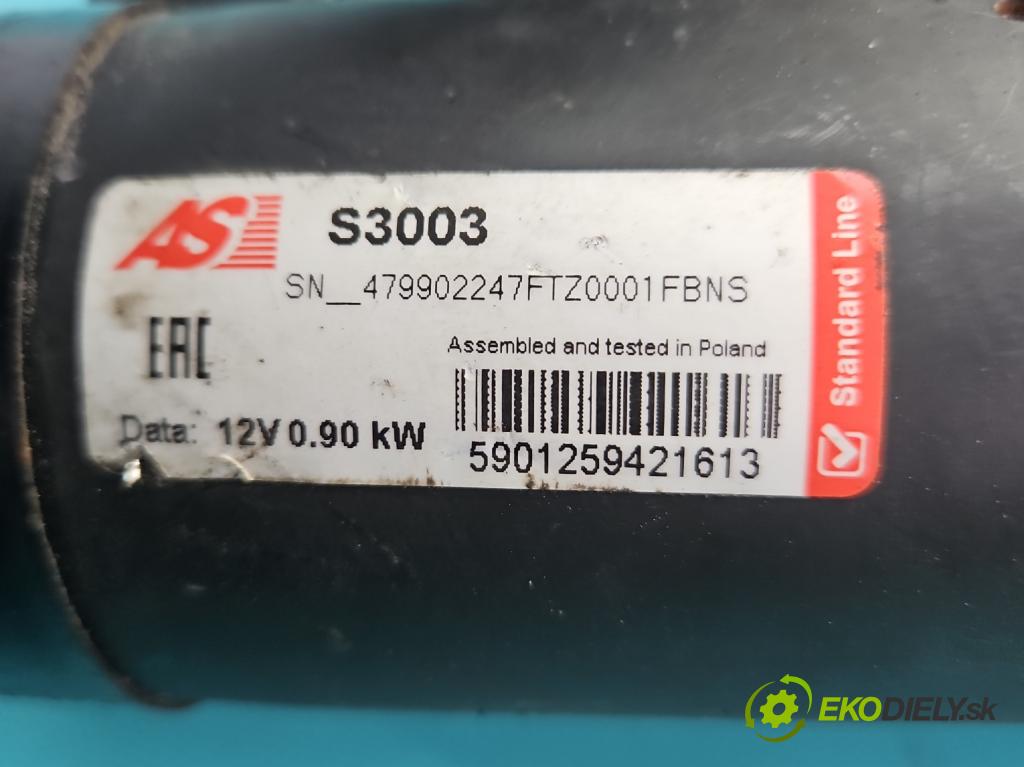 AS S3003
SN__479902247FTZ0001FBNS
EAC
Assembled and tested in Poland
Data: 12V 0.90 kW
5901259421613
Standard Line
EKODIELY.sk